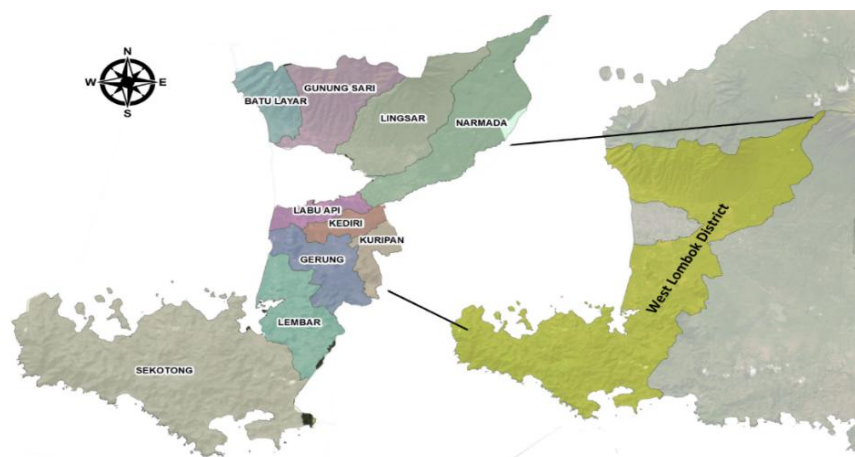 N
W E
S
GUNUNG SARI
BATU LAYAR
LINGSAR
NARMADA
LABU API
KEDIRI
KURIPAN
GERUNG
LEMBAR
SEKOTONG
West Lombok District